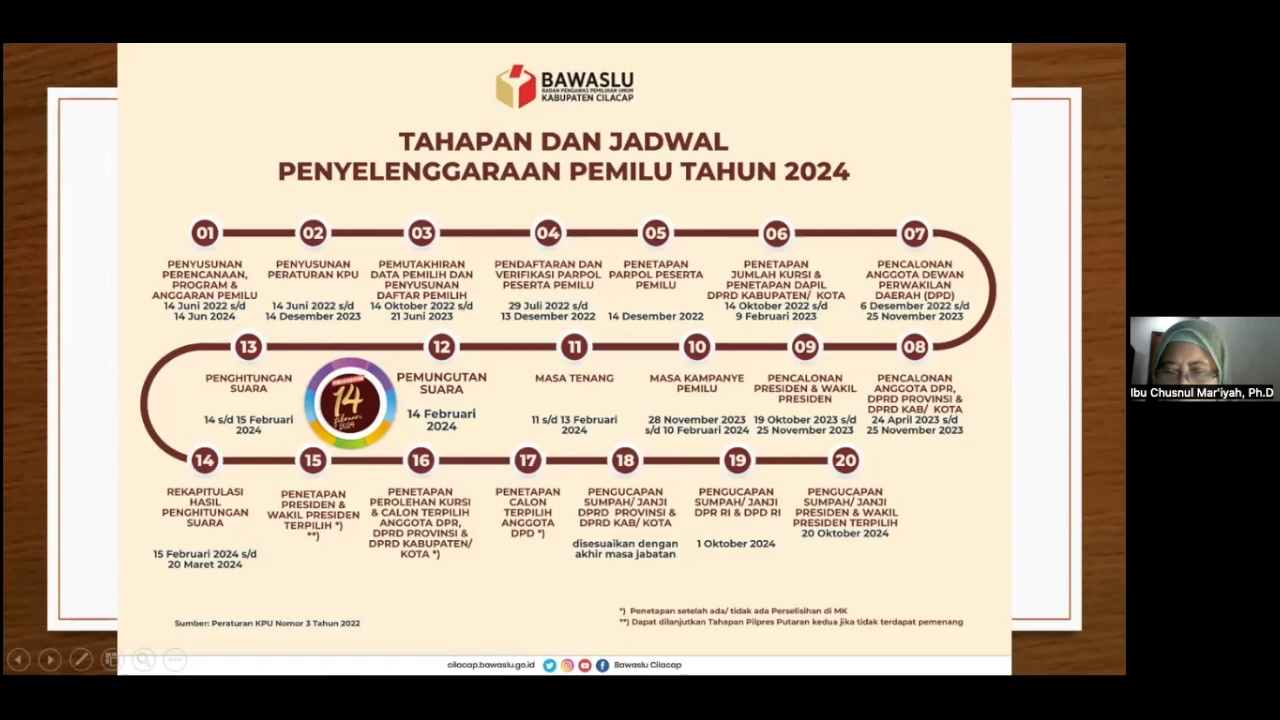 BAWASLU
BADAN PENGAWAS PEMILIHAN UMUM
KABUPATEN CILACAP
TAHAPAN DAN JADWAL
PENYELENGGARAAN PEMILU TAHUN 2024
01
PENYUSUNAN
PERENCANAAN,
PROGRAM &
ANGGARAN PEMILU
14 Juni 2022 s/d
14 Jun 2024
02
PENYUSUNAN
PERATURAN KPU
14 Juni 2022 s/d
14 Desember 2023
03
PEMUTAKHIRAN
DATA PEMILIH DAN
PENYUSUNAN
DAFTAR PEMILIH
14 Oktober 2022 s/d
21 Juni 2023
04
PENDAFTARAN DAN
VERIFIKASI PARPOL
PESERTA PEMILU
29 Juli 2022 s/d
13 Desember 2022
05
PENETAPAN
PARPOL PESERTA
PEMILU
14 Desember 2022
06
PENETAPAN
JUMLAH KURSI &
PENETAPAN DAPIL
DPRD KABUPATEN/ KOTA
14 Oktober 2022 s/d
9 Februari 2023
07
PENCALONAN
ANGGOTA DEWAN
PERWAKILAN
DAERAH (DPD)
6 Desember 2022 s/d
25 November 2023
08
PENCALONAN
ANGGOTA DPR,
DPRD PROVINSI &
DPRD KAB/ KOTA
24 April 2023 s/d
25 November 2023
09
PENCALONAN
PRESIDEN & WAKIL
PRESIDEN
19 Oktober 2023 s/d
25 November 2023
10
MASA KAMPANYE
PEMILU
28 November 2023
s/d 10 Februari 2024
11
MASA TENANG
11 s/d 13 Februari
2024
12
PEMUNGUTAN
SUARA
14 Februari
2024
14
Februari
2024
13
PENGHITUNGAN
SUARA
14 s/d 15 Februari
2024
14
REKAPITULASI
HASIL
PENGHITUNGAN
SUARA
15 Februari 2024 s/d
20 Maret 2024
15
PENETAPAN
PRESIDEN &
WAKIL PRESIDEN
TERPILIH *)
**)
16
PENETAPAN
PEROLEHAN KURSI
& CALON TERPILIH
ANGGOTA DPR,
DPRD PROVINSI &
DPRD KABUPATEN/
KOTA *)
17
PENETAPAN
CALON
TERPILIH
ANGGOTA
DPD *)
18
PENGUCAPAN
SUMPAH/ JANJI
DPRD PROVINSI &
DPRD KAB/ KOTA
disesuaikan dengan
akhir masa jabatan
19
PENGUCAPAN
SUMPAH/ JANJI
DPR RI & DPD RI
1 Oktober 2024
20
PENGUCAPAN
SUMPAH/ JANJI
PRESIDEN & WAKIL
PRESIDEN TERPILIH
20 Oktober 2024
*) Penetapan setelah ada/ tidak ada Perselisihan di MK
**) Dapat dilanjutkan Tahapan Pilpres Putaran kedua jika tidak terdapat pemenang
Sumber: Peraturan KPU Nomor 3 Tahun 2022
cilacap.bawaslu.go.id
Bawaslu Cilacap
Ibu Chusnul Mar'iyah, Ph.D